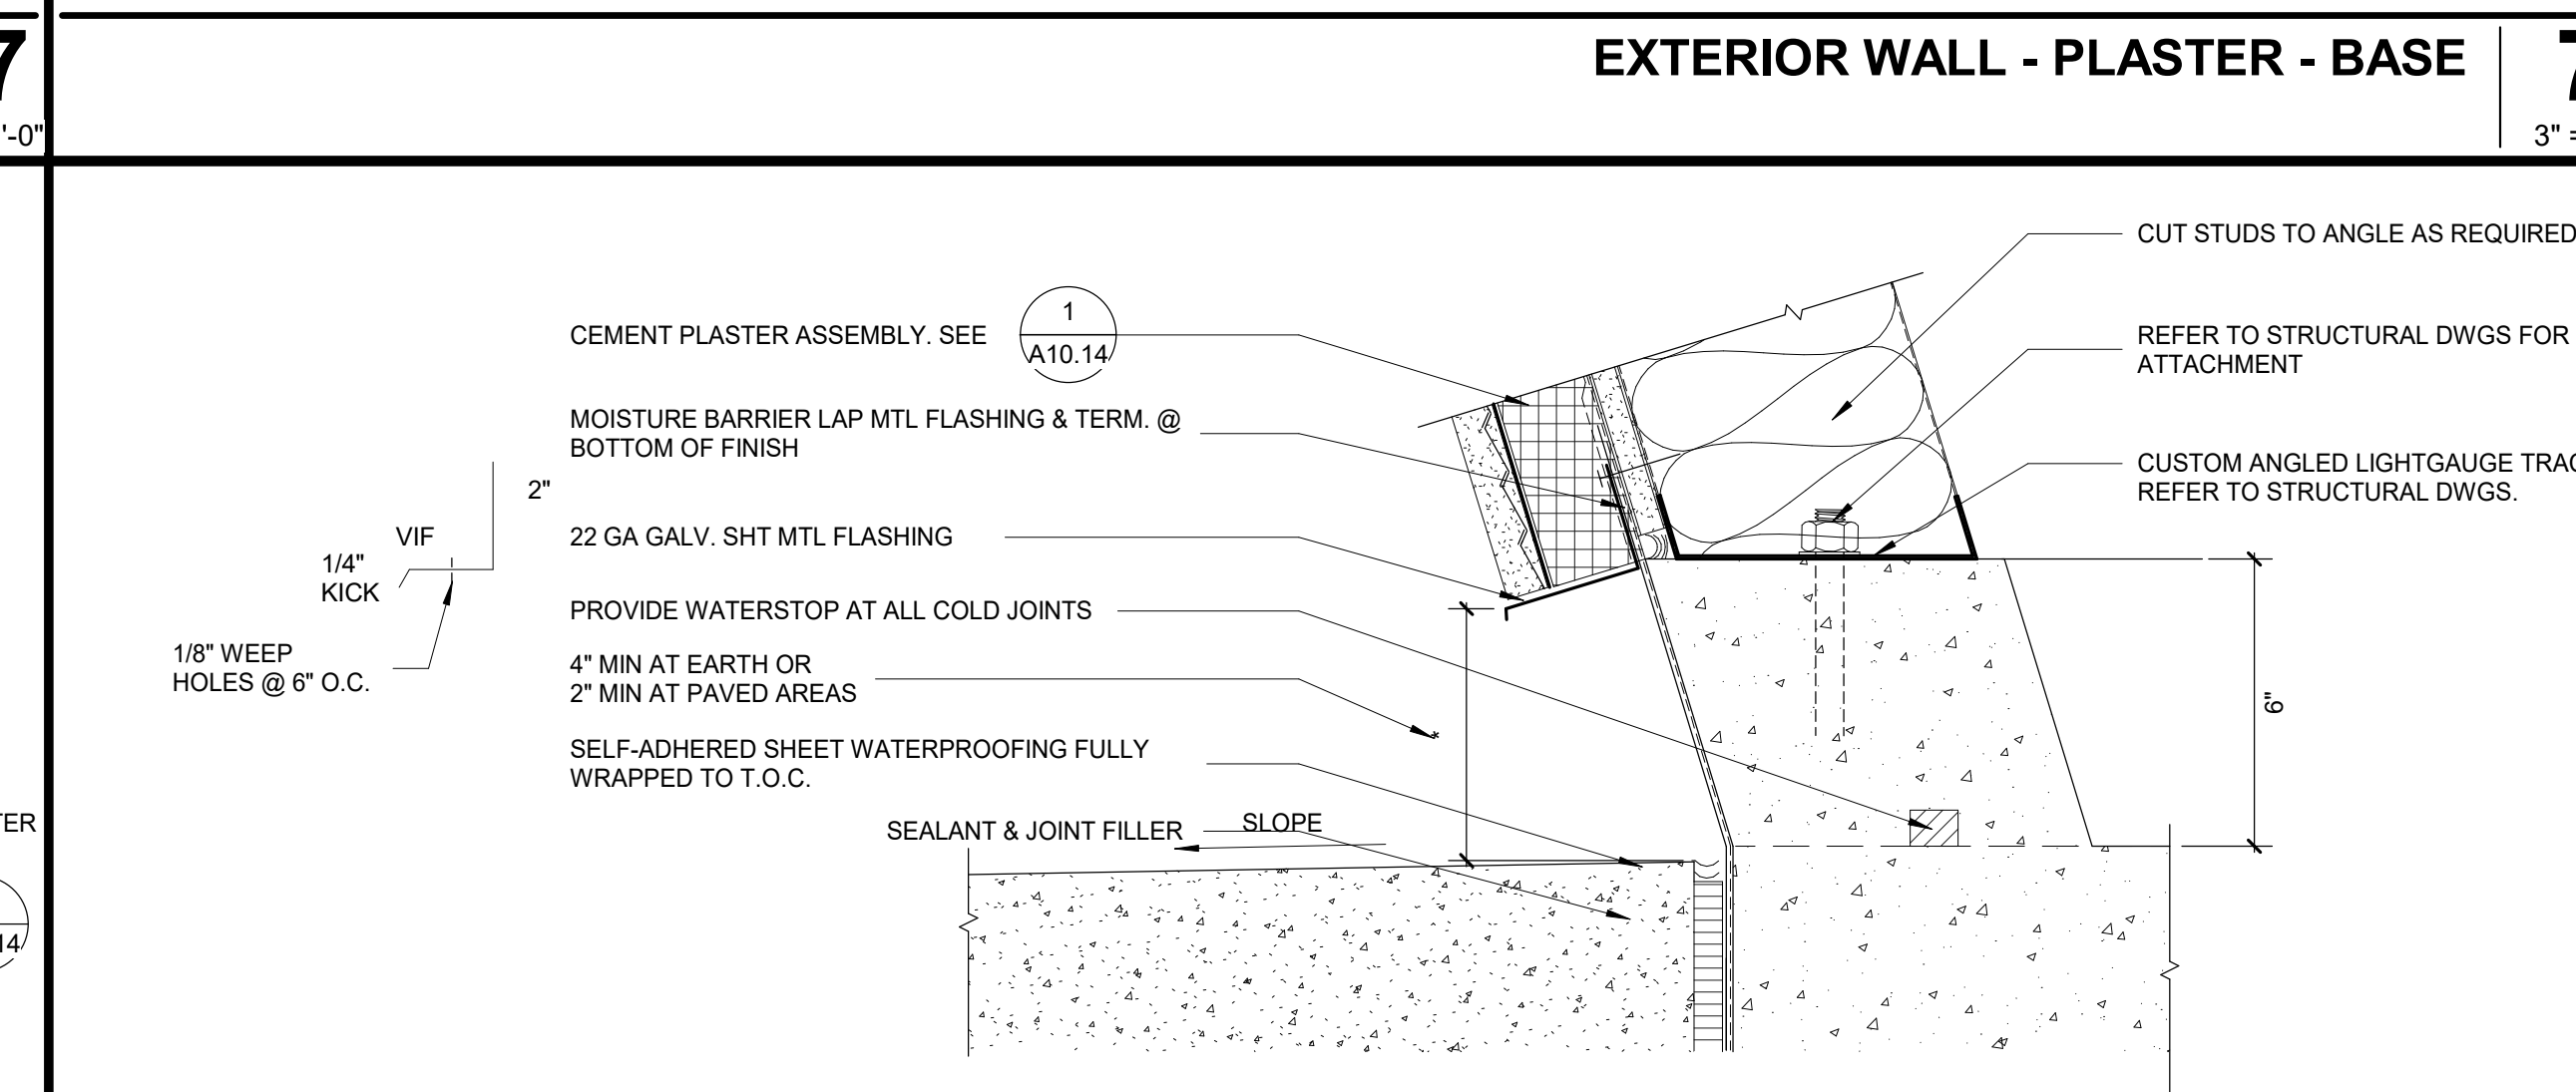 7
'-0"
EXTERIOR WALL - PLASTER - BASE
7
3" =
CUT STUDS TO ANGLE AS REQUIRED
CEMENT PLASTER ASSEMBLY. SEE
1
A10.14
REFER TO STRUCTURAL DWGS FOR
ATTACHMENT
MOISTURE BARRIER LAP MTL FLASHING & TERM. @
BOTTOM OF FINISH
CUSTOM ANGLED LIGHTGAUGE
REFER TO STRUCTURAL DWGS.
2"
VIF
1/4"
KICK
22 GA GALV. SHT MTL FLASHING
PROVIDE WATERSTOP AT ALL COLD JOINTS
1/8" WEEP
HOLES @ 6" O.C.
4" MIN AT EARTH OR
2" MIN AT PAVED AREAS
*
6"
SELF-ADHERED SHEET WATERPROOFING FULLY
WRAPPED TO T.O.C.
SEALANT & JOINT FILLER
SLOPE
TER
14